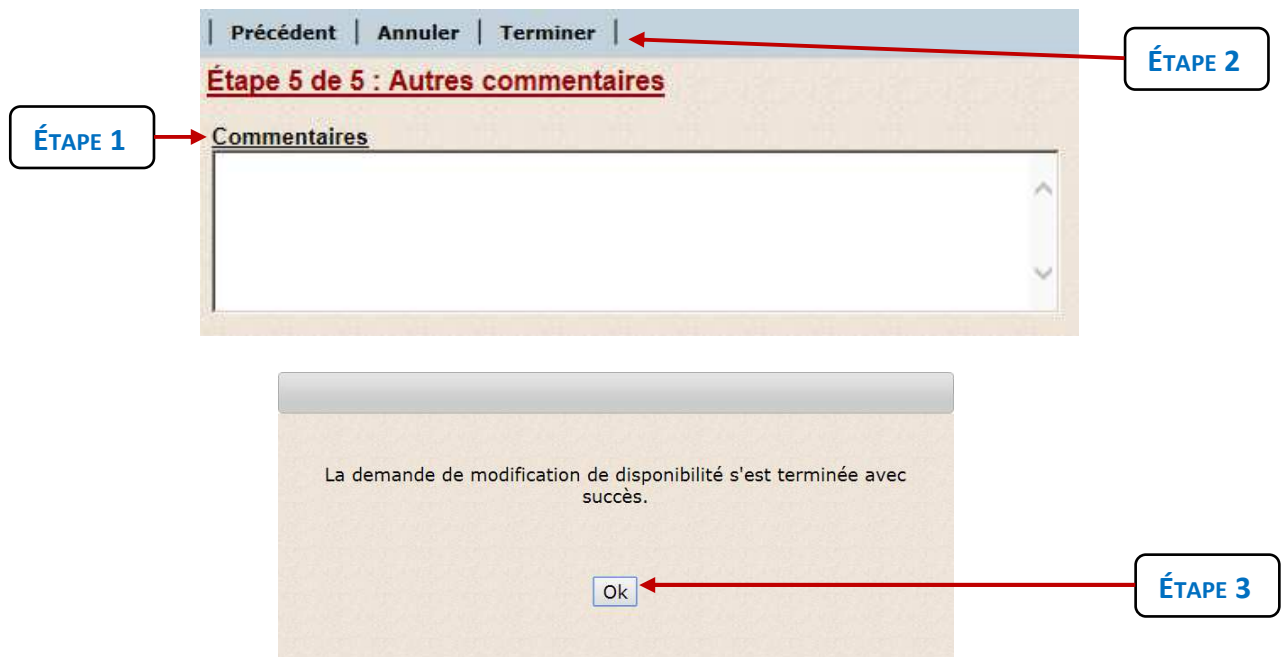 | Précédent | Annuler | Terminer |
ÉTAPE 2
Étape 5 de 5 : Autres commentaires
ÉTAPE 1
Commentaires
La demande de modification de disponibilité s'est terminée avec
succès.
Ok
ÉTAPE 3